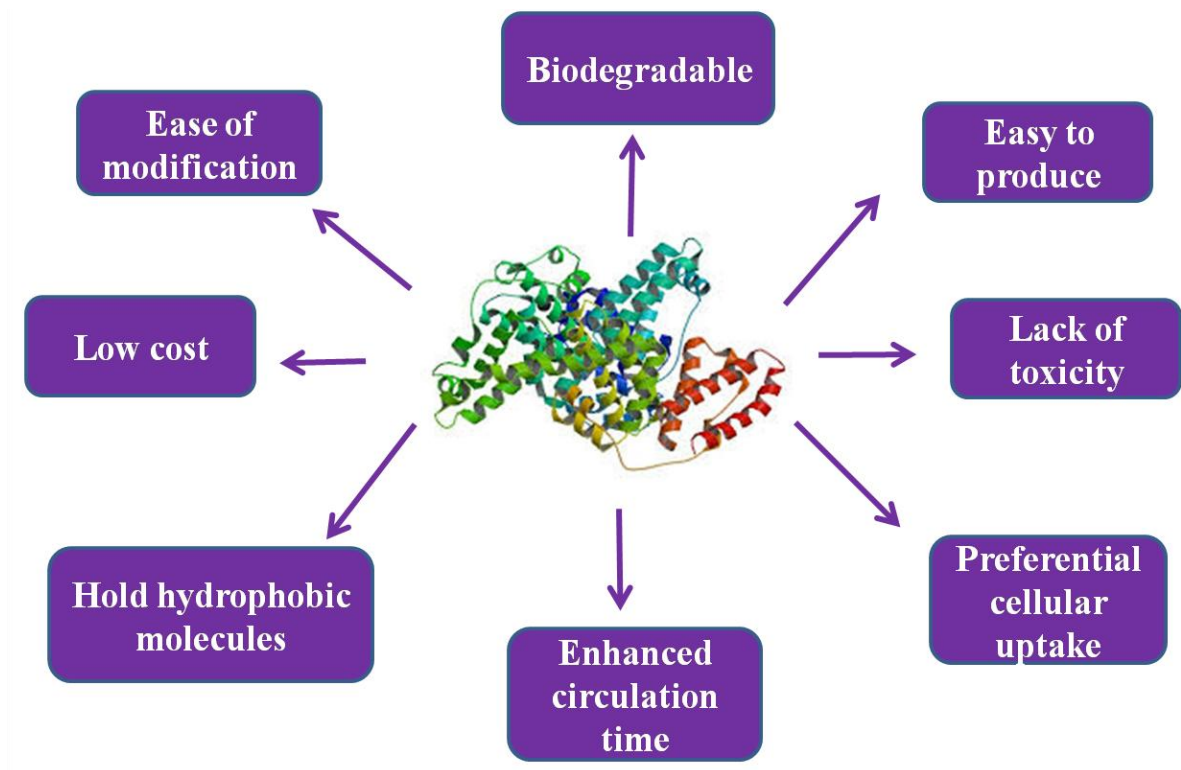 Biodegradable
Ease of
modification
Easy to
produce
Low cost
Lack of
toxicity
Hold hydrophobic
molecules
Preferential
cellular
uptake
Enhanced
circulation
time